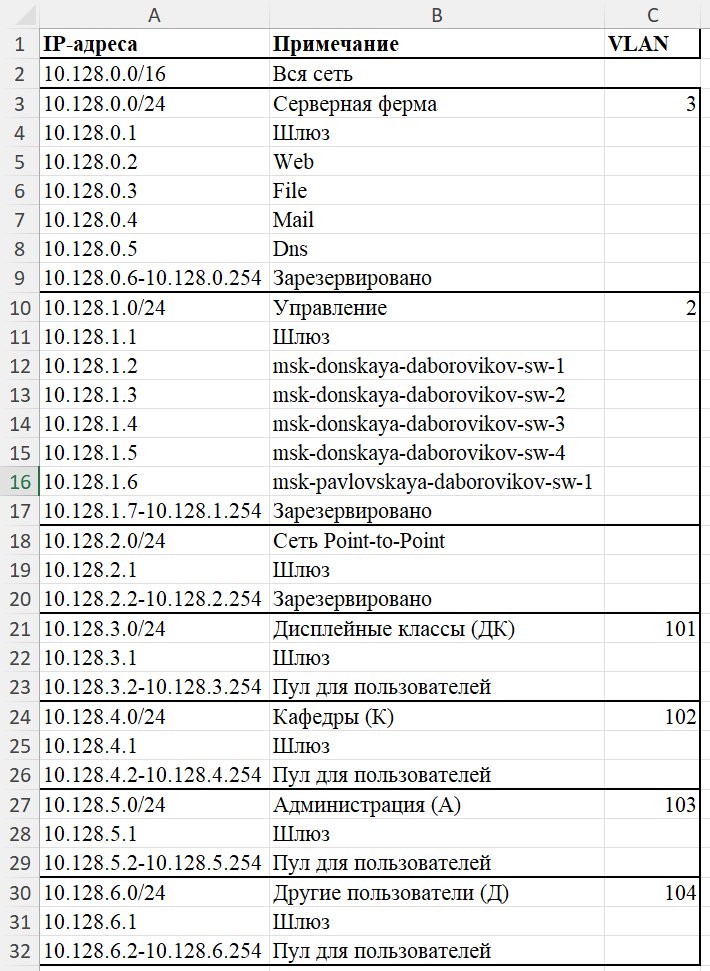 A B C
1 IP-адреса Примечание VLAN
2 10.128.0.0/16 Вся сеть
3 10.128.0.0/24 Серверная ферма 3
4 10.128.0.1 Шлюз
5 10.128.0.2 Web
6 10.128.0.3 File
7 10.128.0.4 Mail
8 10.128.0.5 Dns
9 10.128.0.6-10.128.0.254 Зарезервировано
10 10.128.1.0/24 Управление 2
11 10.128.1.1 Шлюз
12 10.128.1.2 msk-donskaya-daborovikov-sw-1
13 10.128.1.3 msk-donskaya-daborovikov-sw-2
14 10.128.1.4 msk-donskaya-daborovikov-sw-3
15 10.128.1.5 msk-donskaya-daborovikov-sw-4
16 10.128.1.6 msk-pavlovskaya-daborovikov-sw-1
17 10.128.1.7-10.128.1.254 Зарезервировано
18 10.128.2.0/24 Сеть Point-to-Point
19 10.128.2.1 Шлюз
20 10.128.2.2-10.128.2.254 Зарезервировано
21 10.128.3.0/24 Дисплейные классы (ДК) 101
22 10.128.3.1 Шлюз
23 10.128.3.2-10.128.3.254 Пул для пользователей
24 10.128.4.0/24 Кафедры (К) 102
25 10.128.4.1 Шлюз
26 10.128.4.2-10.128.4.254 Пул для пользователей
27 10.128.5.0/24 Администрация (А) 103
28 10.128.5.1 Шлюз
29 10.128.5.2-10.128.5.254 Пул для пользователей
30 10.128.6.0/24 Другие пользователи (Д) 104
31 10.128.6.1 Шлюз
32 10.128.6.2-10.128.6.254 Пул для пользователей